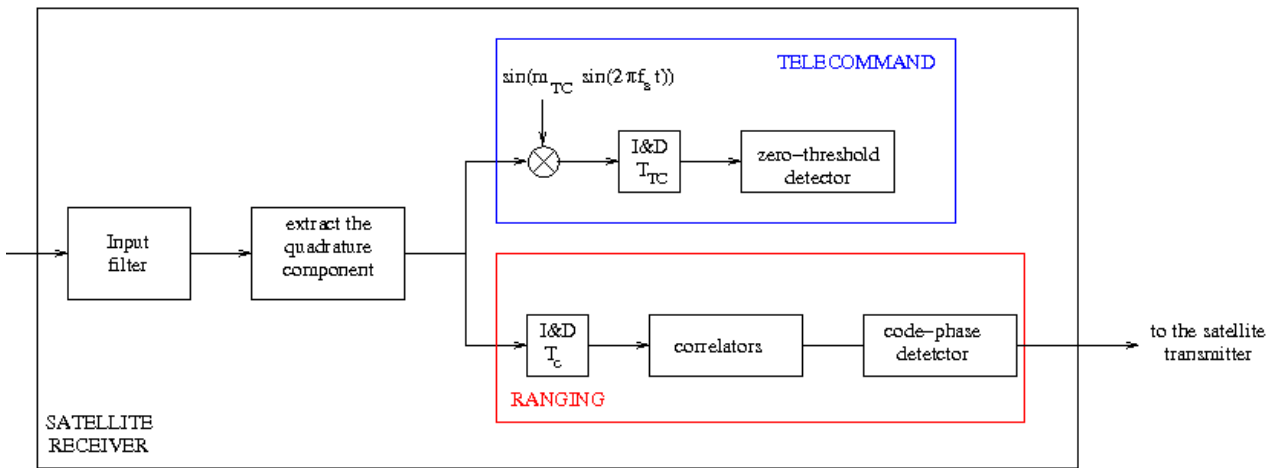 TELECOMMAND
sin(m_TC sin(2πf_s t))
I&D
T_TC
zero-threshold
detector
Input
filter
extract the
quadrature
component
I&D
T_c
correlators
code-phase
detetctor
to the satellite
transmitter
RANGING
SATELLITE
RECEIVER